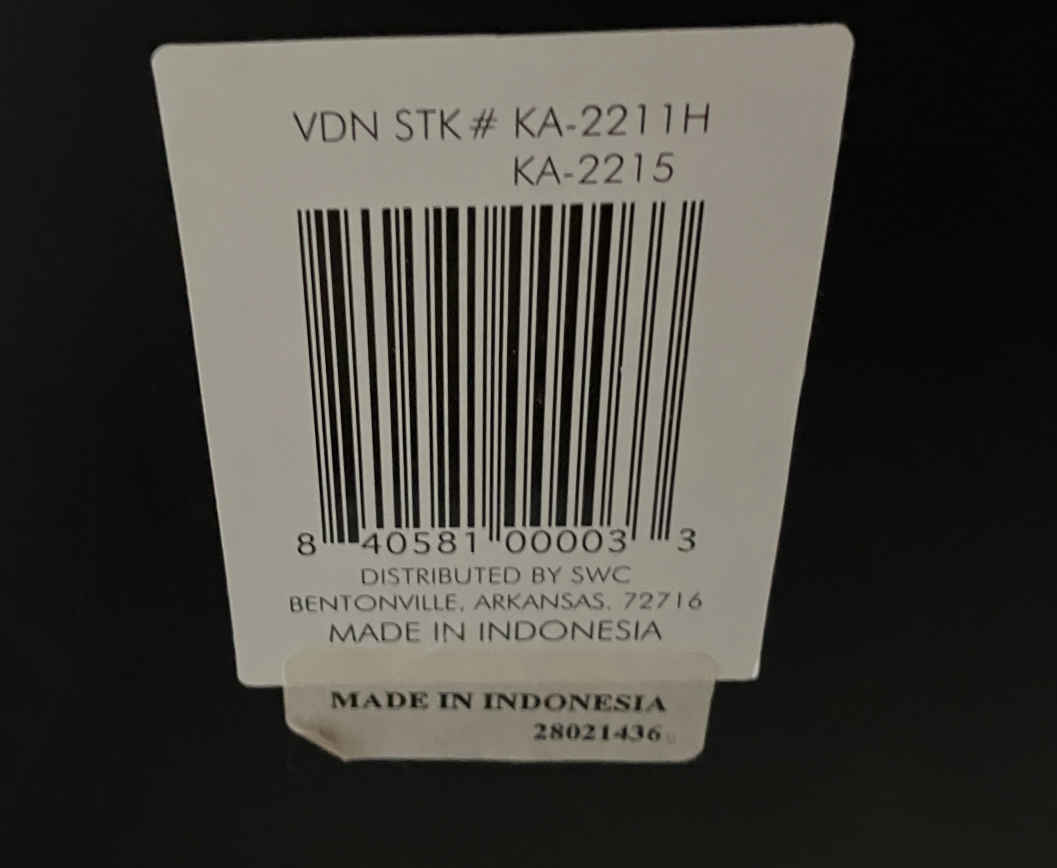 VDN STK # KA-2211H
KA-2215
8 40581 00003 3
DISTRIBUTED BY SWC
BENTONVILLE, ARKANSAS, 72716
MADE IN INDONESIA
MADE IN INDONESIA
28021436